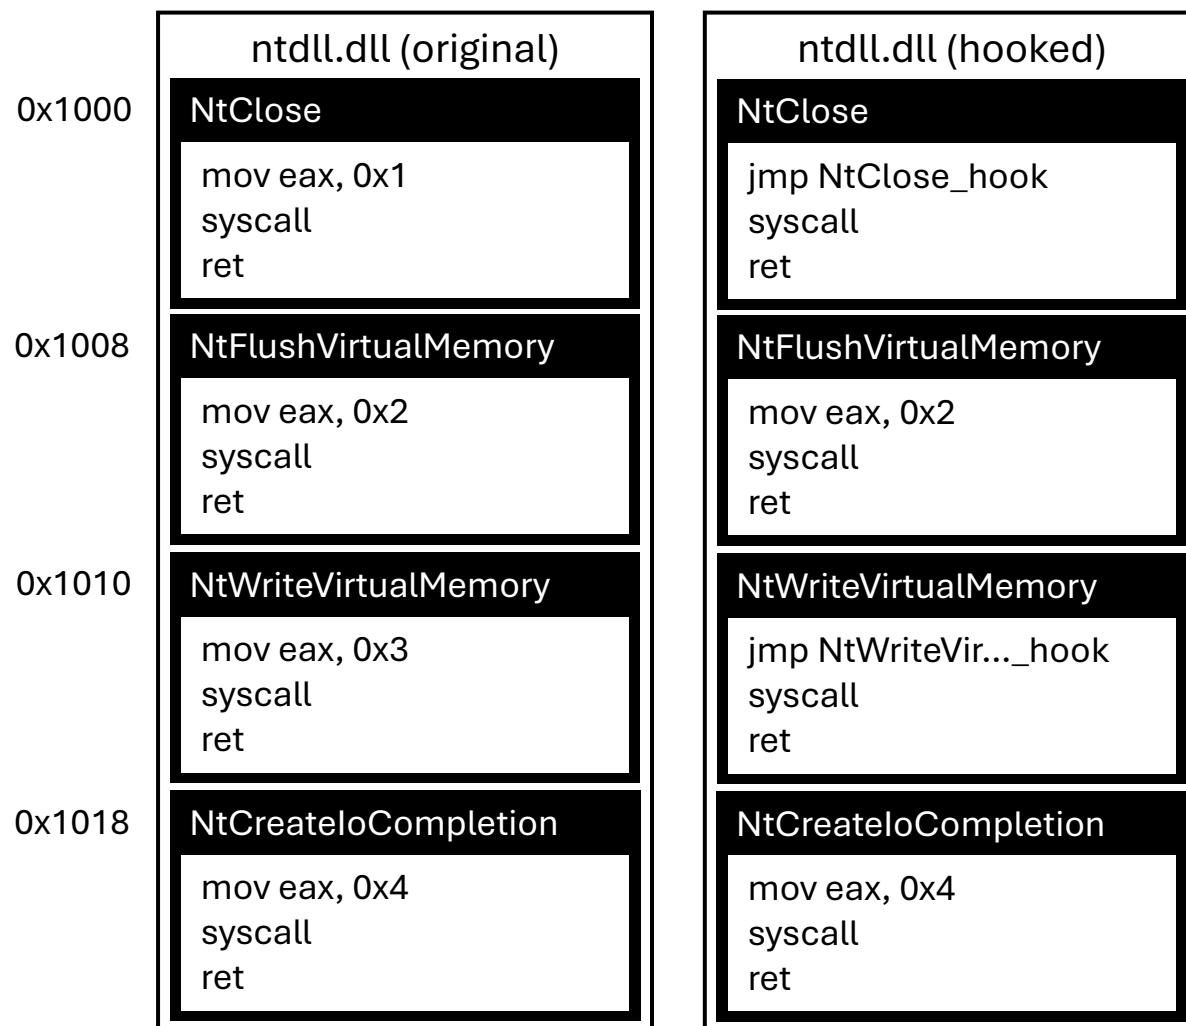 ntdll.dll (original)
0x1000
NtClose
mov eax, 0x1
syscall
ret
0x1008
NtFlushVirtualMemory
mov eax, 0x2
syscall
ret
0x1010
NtWriteVirtualMemory
mov eax, 0x3
syscall
ret
0x1018
NtCreateIoCompletion
mov eax, 0x4
syscall
ret
ntdll.dll (hooked)
NtClose
jmp NtClose_hook
syscall
ret
NtFlushVirtualMemory
mov eax, 0x2
syscall
ret
NtWriteVirtualMemory
jmp NtWriteVir..._hook
syscall
ret
NtCreateIoCompletion
mov eax, 0x4
syscall
ret